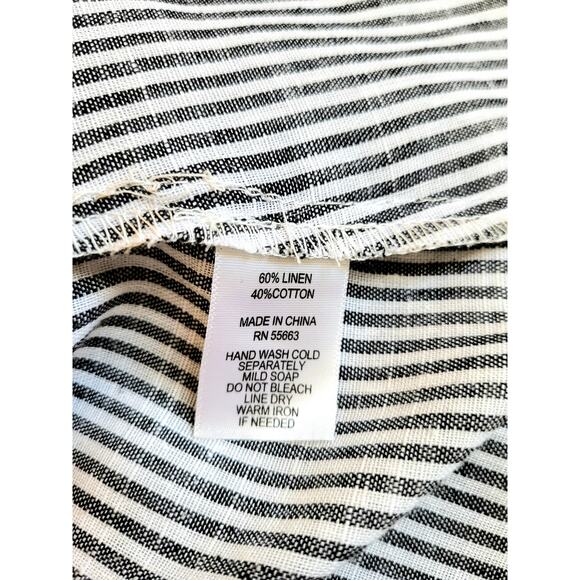 60% LINEN
40%COTTON
MADE IN CHINA
RN 55663
HAND WASH COLD
SEPARATELY
MILD SOAP
DO NOT BLEACH
LINE DRY
WARM IRON
IF NEEDED